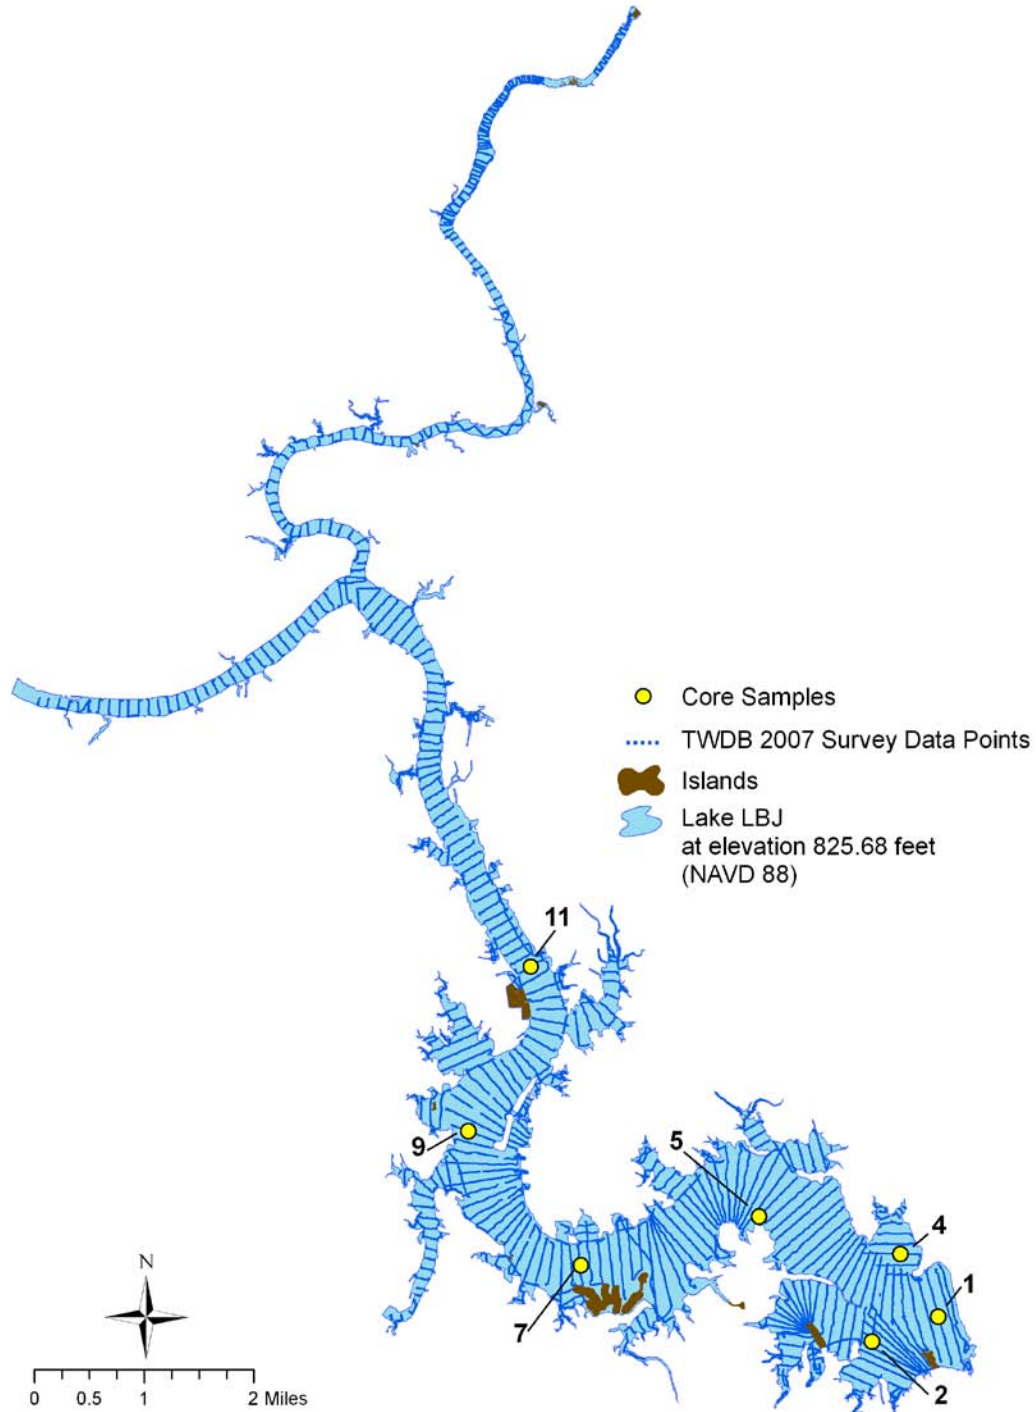 Core Samples
TWDB 2007 Survey Data Points
Islands
Lake LBJ
at elevation 825.68 feet
(NAVD 88)
11
9
5
4
1
7
2
N
0 0.5 1 2 Miles